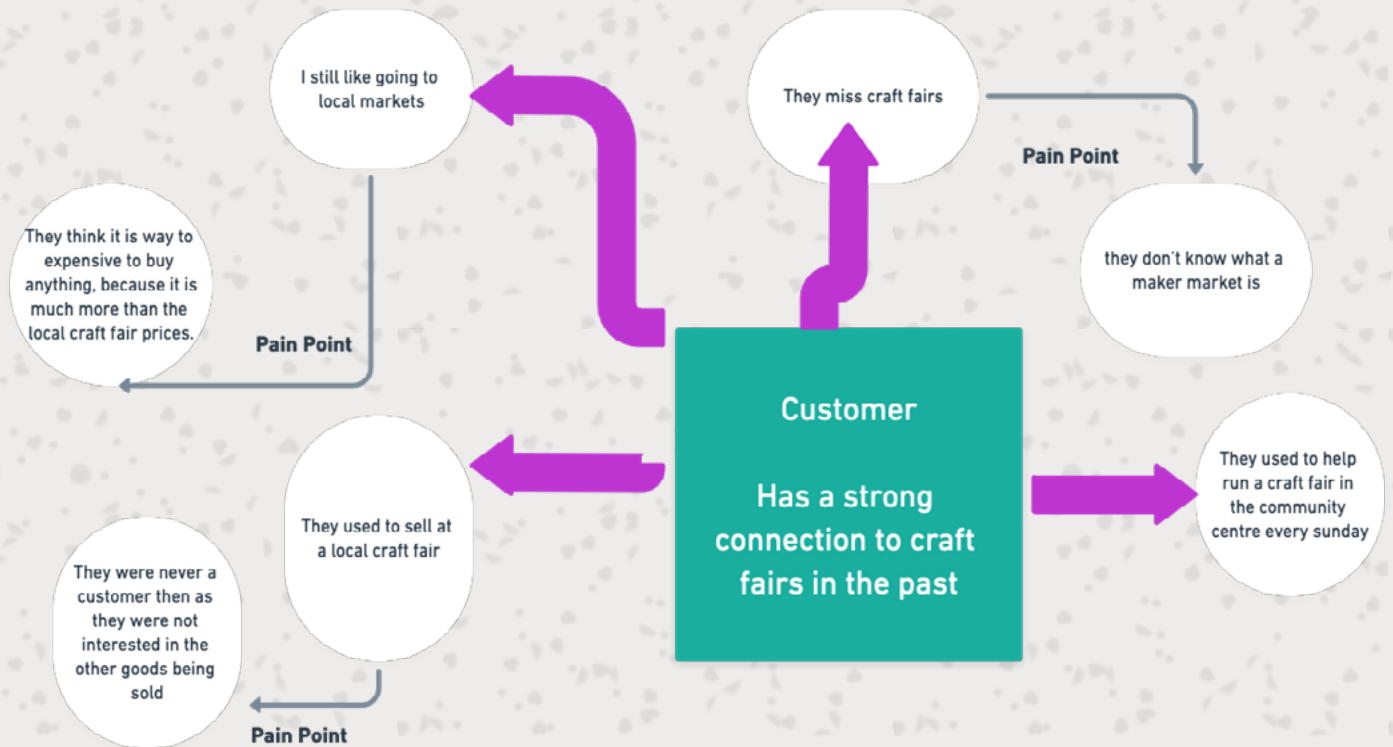 I still like going to
local markets
They miss craft fairs
Pain Point
they don't know what a
maker market is
They think it is way to
expensive to buy
anything, because it is
much more than the
local craft fair prices.
Pain Point
Customer
Has a strong
connection to craft
fairs in the past
They used to help
run a craft fair in
the community
centre every sunday
They used to sell at
a local craft fair
They were never a
customer then as
they were not
interested in the
other goods being
sold
Pain Point